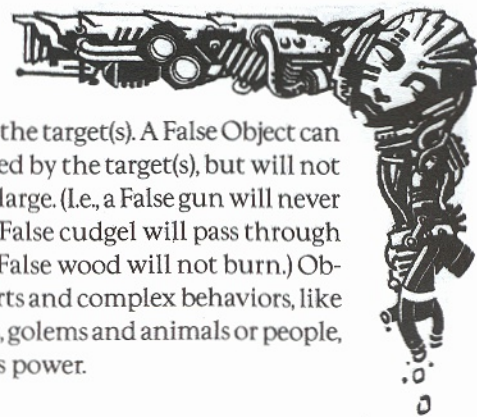 the target(s). A False Object can
ed by the target(s), but will not
large. (I.e., a False gun will never
False cudgel will pass through
False wood will not burn.) Ob-
rts and complex behaviors, like
, golems and animals or people,
s power.